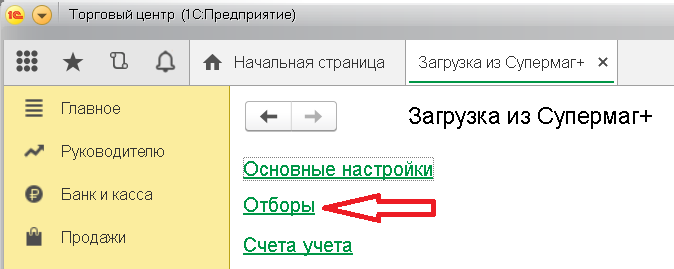 1С Торговый центр (1С:Предприятие)
Начальная страница Загрузка из Супермаг+ ×
Главное
Руководителю
Банк и касса
Продажи
Загрузка из Супермаг+
Основные настройки
Отборы
Счета учета